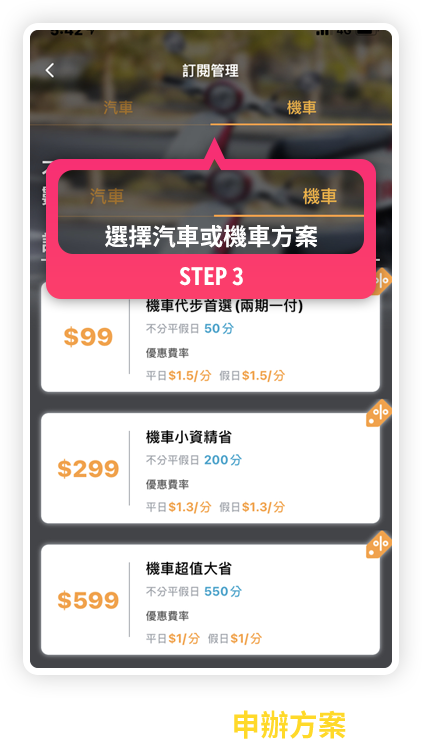 5:42
4G
訂閱管理
汽車
機車
汽車
機車
選擇汽車或機車方案
STEP 3
$99
機車代步首選 (兩期一付)
不分平假日 50分
優惠費率
平日$1.5/分 假日$1.5/分
$299
機車小資精省
不分平假日 200分
優惠費率
平日$1.3/分 假日$1.3/分
$599
機車超值大省
不分平假日 550分
優惠費率
平日$1/分 假日$1/分
申辦方案